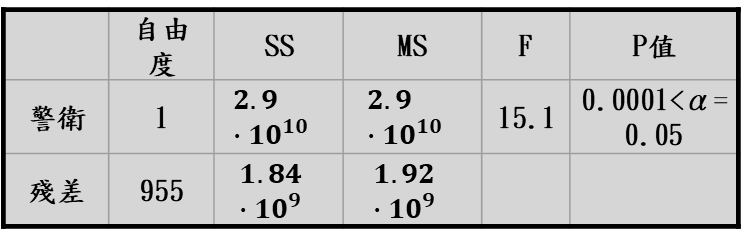 自由度 SS MS F P值
警衛 1 2.9 · 10¹⁰ 2.9 · 10¹⁰ 15.1 0.0001<α = 0.05
殘差 955 1.84 · 10⁹ 1.92 · 10⁹